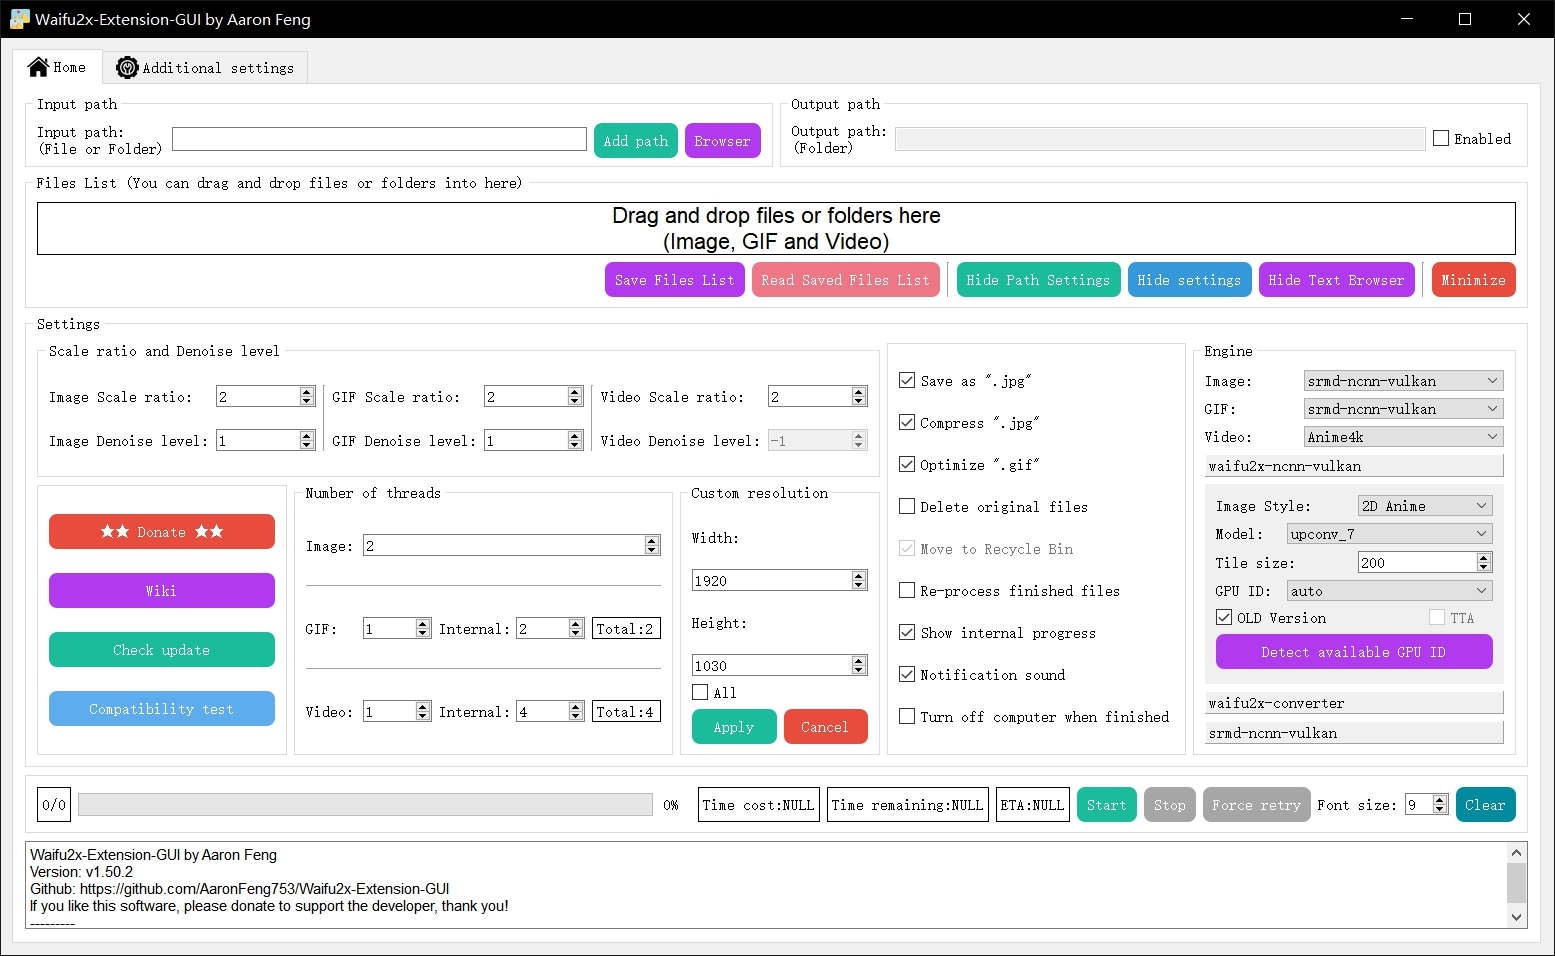 Waifu2x-Extension-GUI by Aaron Feng
Home
Additional settings
Input path
Input path:
(File or Folder)
Add path
Browser
Output path
Output path:
(Folder)
Enabled
Files List (You can drag and drop files or folders into here)
Drag and drop files or folders here
(Image, GIF and Video)
Save Files List
Read Saved Files List
Hide Path Settings
Hide settings
Hide Text Browser
Minimize
Settings
Scale ratio and Denoise level
Image Scale ratio: 2
GIF Scale ratio: 2
Video Scale ratio: 2
Image Denoise level: 1
GIF Denoise level: 1
Video Denoise level: -1
★★ Donate ★★
Wiki
Check update
Compatibility test
Number of threads
Image: 2
GIF: 1 Internal: 2 Total:2
Video: 1 Internal: 4 Total:4
Custom resolution
Width:
1920
Height:
1030
All
Apply
Cancel
Save as ".jpg"
Compress ".jpg"
Optimize ".gif"
Delete original files
Move to Recycle Bin
Re-process finished files
Show internal progress
Notification sound
Turn off computer when finished
Engine
Image: srmd-ncnn-vulkan
GIF: srmd-ncnn-vulkan
Video: Anime4k
waifu2x-ncnn-vulkan
Image Style: 2D Anime
Model: upconv_7
Tile size: 200
GPU ID: auto
OLD Version
TTA
Detect available GPU ID
waifu2x-converter
srmd-ncnn-vulkan
0/0
0%
Time cost:NULL
Time remaining:NULL
ETA:NULL
Start
Stop
Force retry
Font size: 9
Clear
Waifu2x-Extension-GUI by Aaron Feng
Version: v1.50.2
Github: https://github.com/AaronFeng753/Waifu2x-Extension-GUI
If you like this software, please donate to support the developer, thank you!
---------